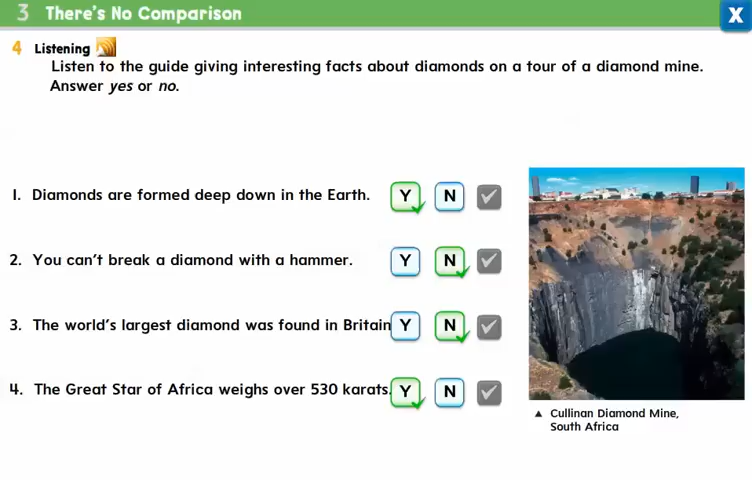 3 There's No Comparison
X
4 Listening
Listen to the guide giving interesting facts about diamonds on a tour of a diamond mine.
Answer yes or no.
1. Diamonds are formed deep down in the Earth. Y N
2. You can't break a diamond with a hammer. Y N
3. The world's largest diamond was found in Britain Y N
4. The Great Star of Africa weighs over 530 karats. Y N
▲ Cullinan Diamond Mine,
South Africa